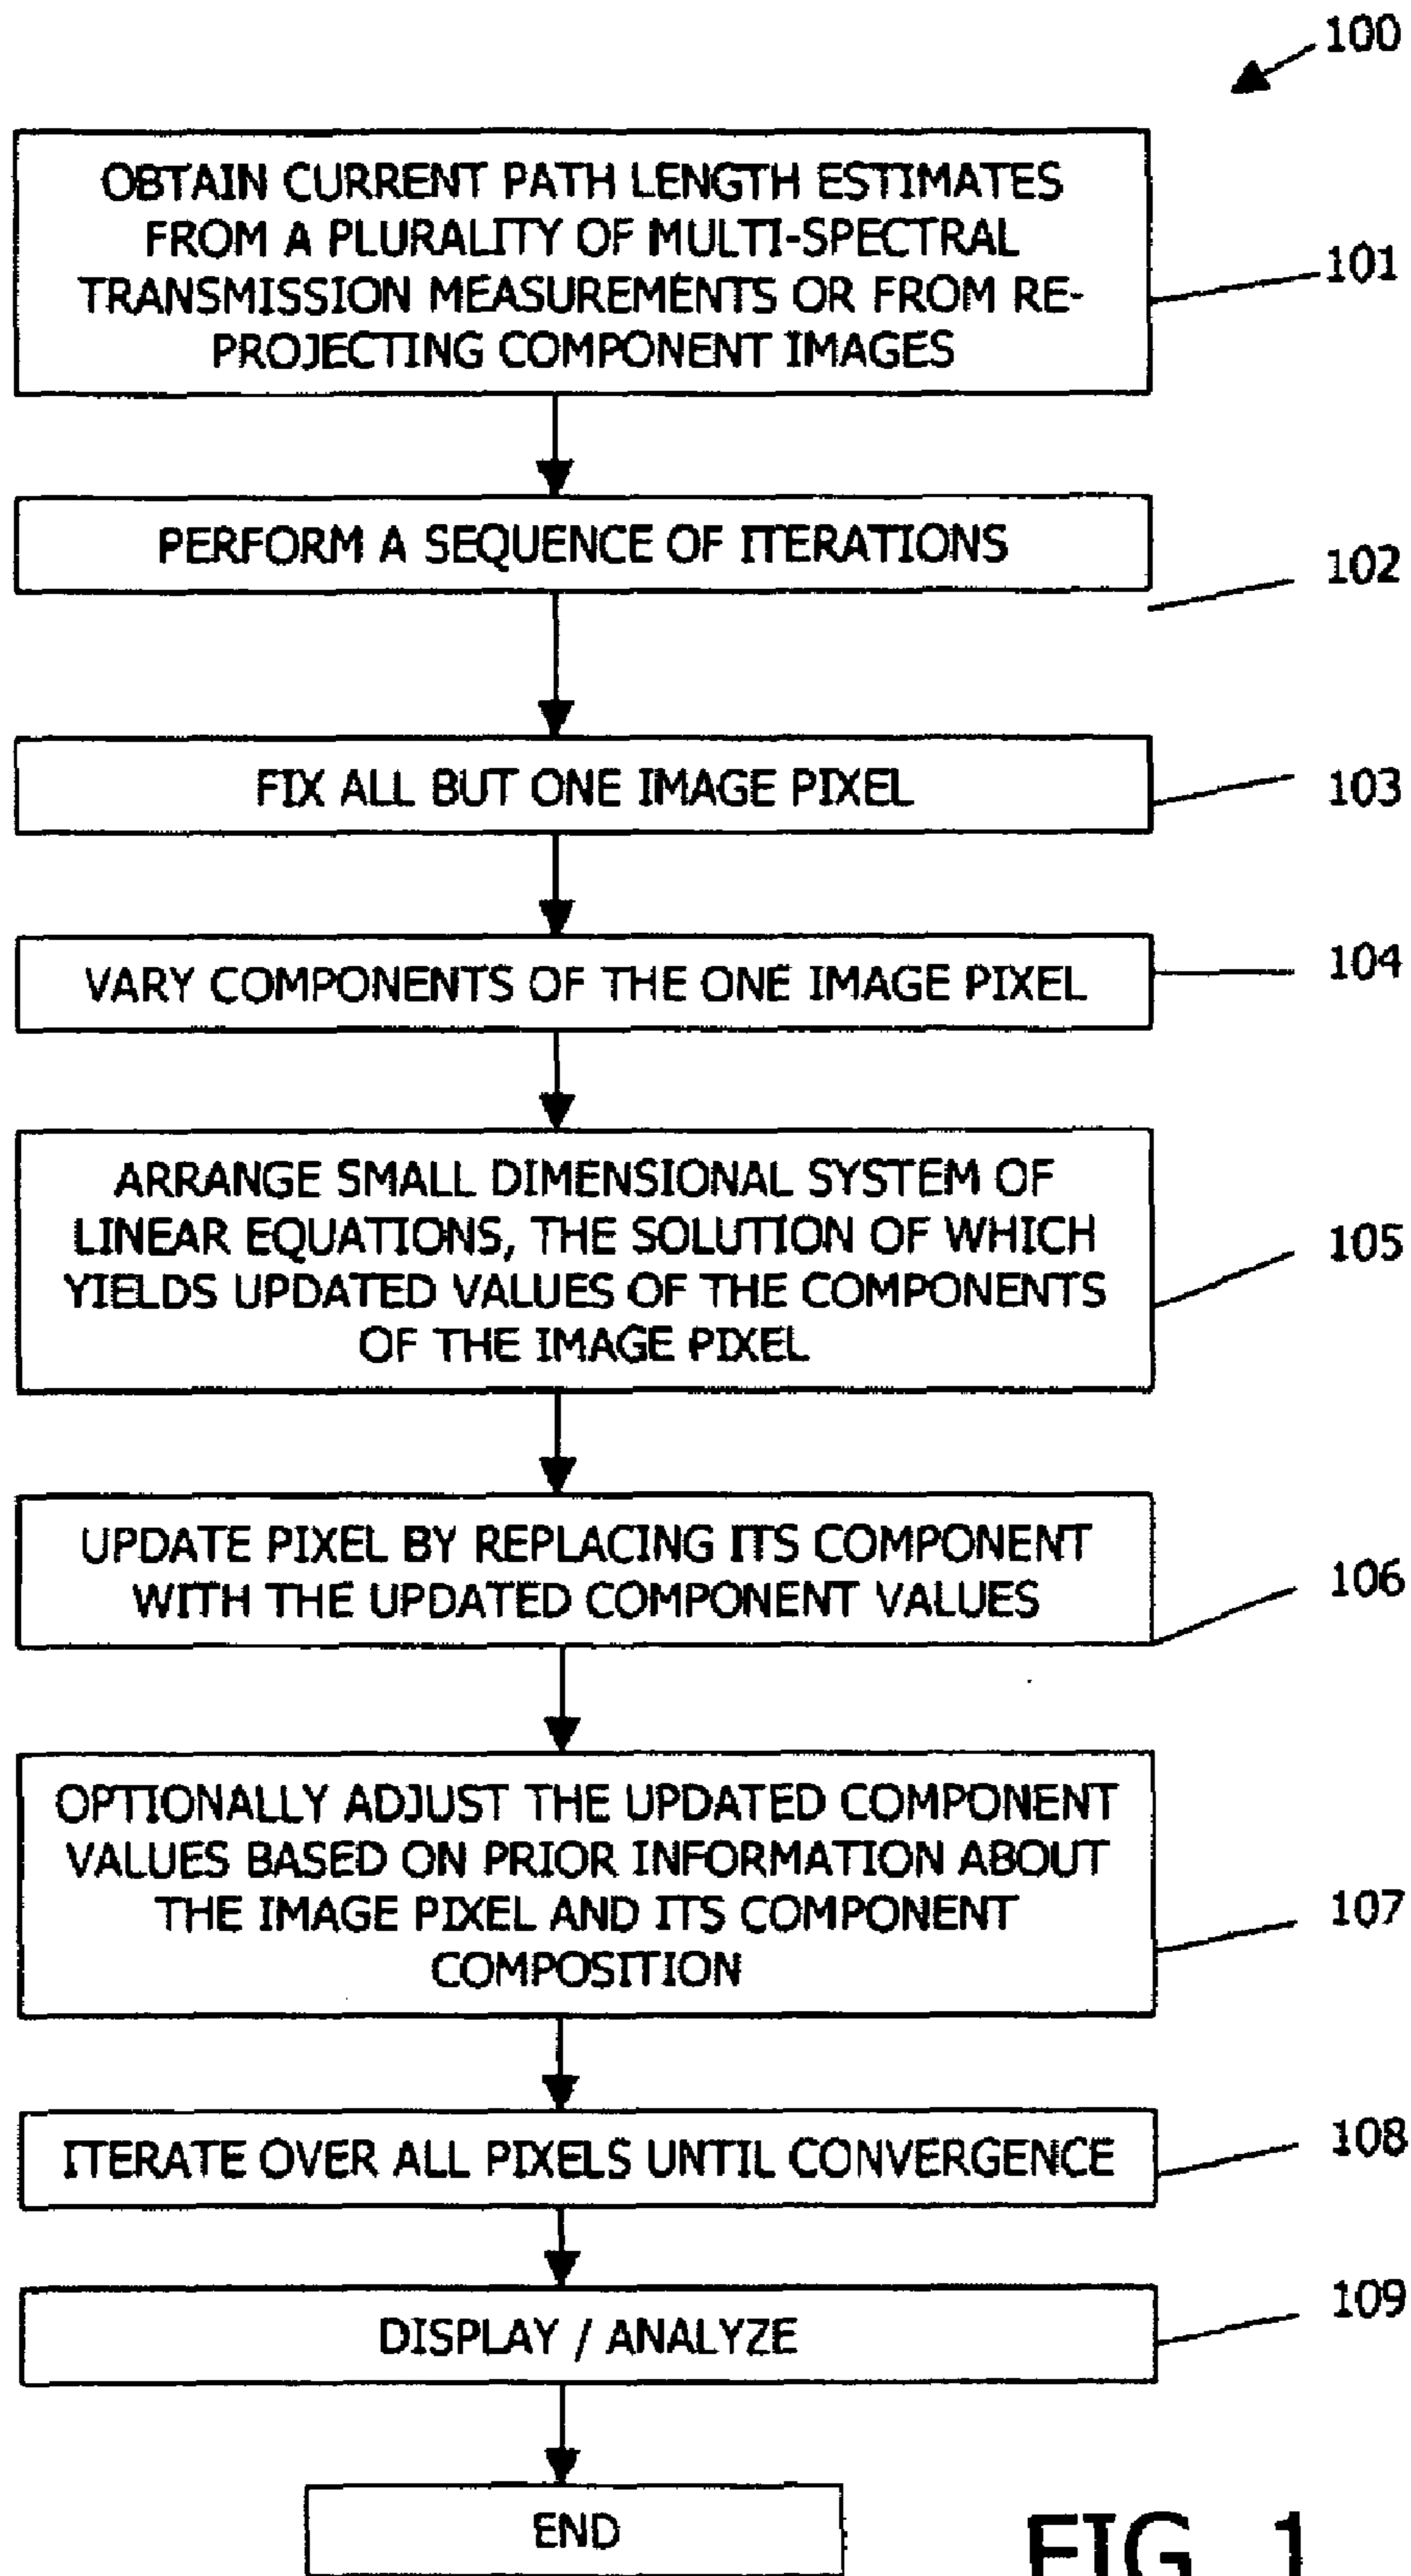 100
OBTAIN CURRENT PATH LENGTH ESTIMATES
FROM A PLURALITY OF MULTI-SPECTRAL
TRANSMISSION MEASUREMENTS OR FROM RE-
PROJECTING COMPONENT IMAGES
101
PERFORM A SEQUENCE OF ITERATIONS
102
FIX ALL BUT ONE IMAGE PIXEL
103
VARY COMPONENTS OF THE ONE IMAGE PIXEL
104
ARRANGE SMALL DIMENSIONAL SYSTEM OF
LINEAR EQUATIONS, THE SOLUTION OF WHICH
YIELDS UPDATED VALUES OF THE COMPONENTS
OF THE IMAGE PIXEL
105
UPDATE PIXEL BY REPLACING ITS COMPONENT
WITH THE UPDATED COMPONENT VALUES
106
OPTIONALLY ADJUST THE UPDATED COMPONENT
VALUES BASED ON PRIOR INFORMATION ABOUT
THE IMAGE PIXEL AND ITS COMPONENT
COMPOSITION
107
ITERATE OVER ALL PIXELS UNTIL CONVERGENCE
108
DISPLAY / ANALYZE
109
END
FIG. 1